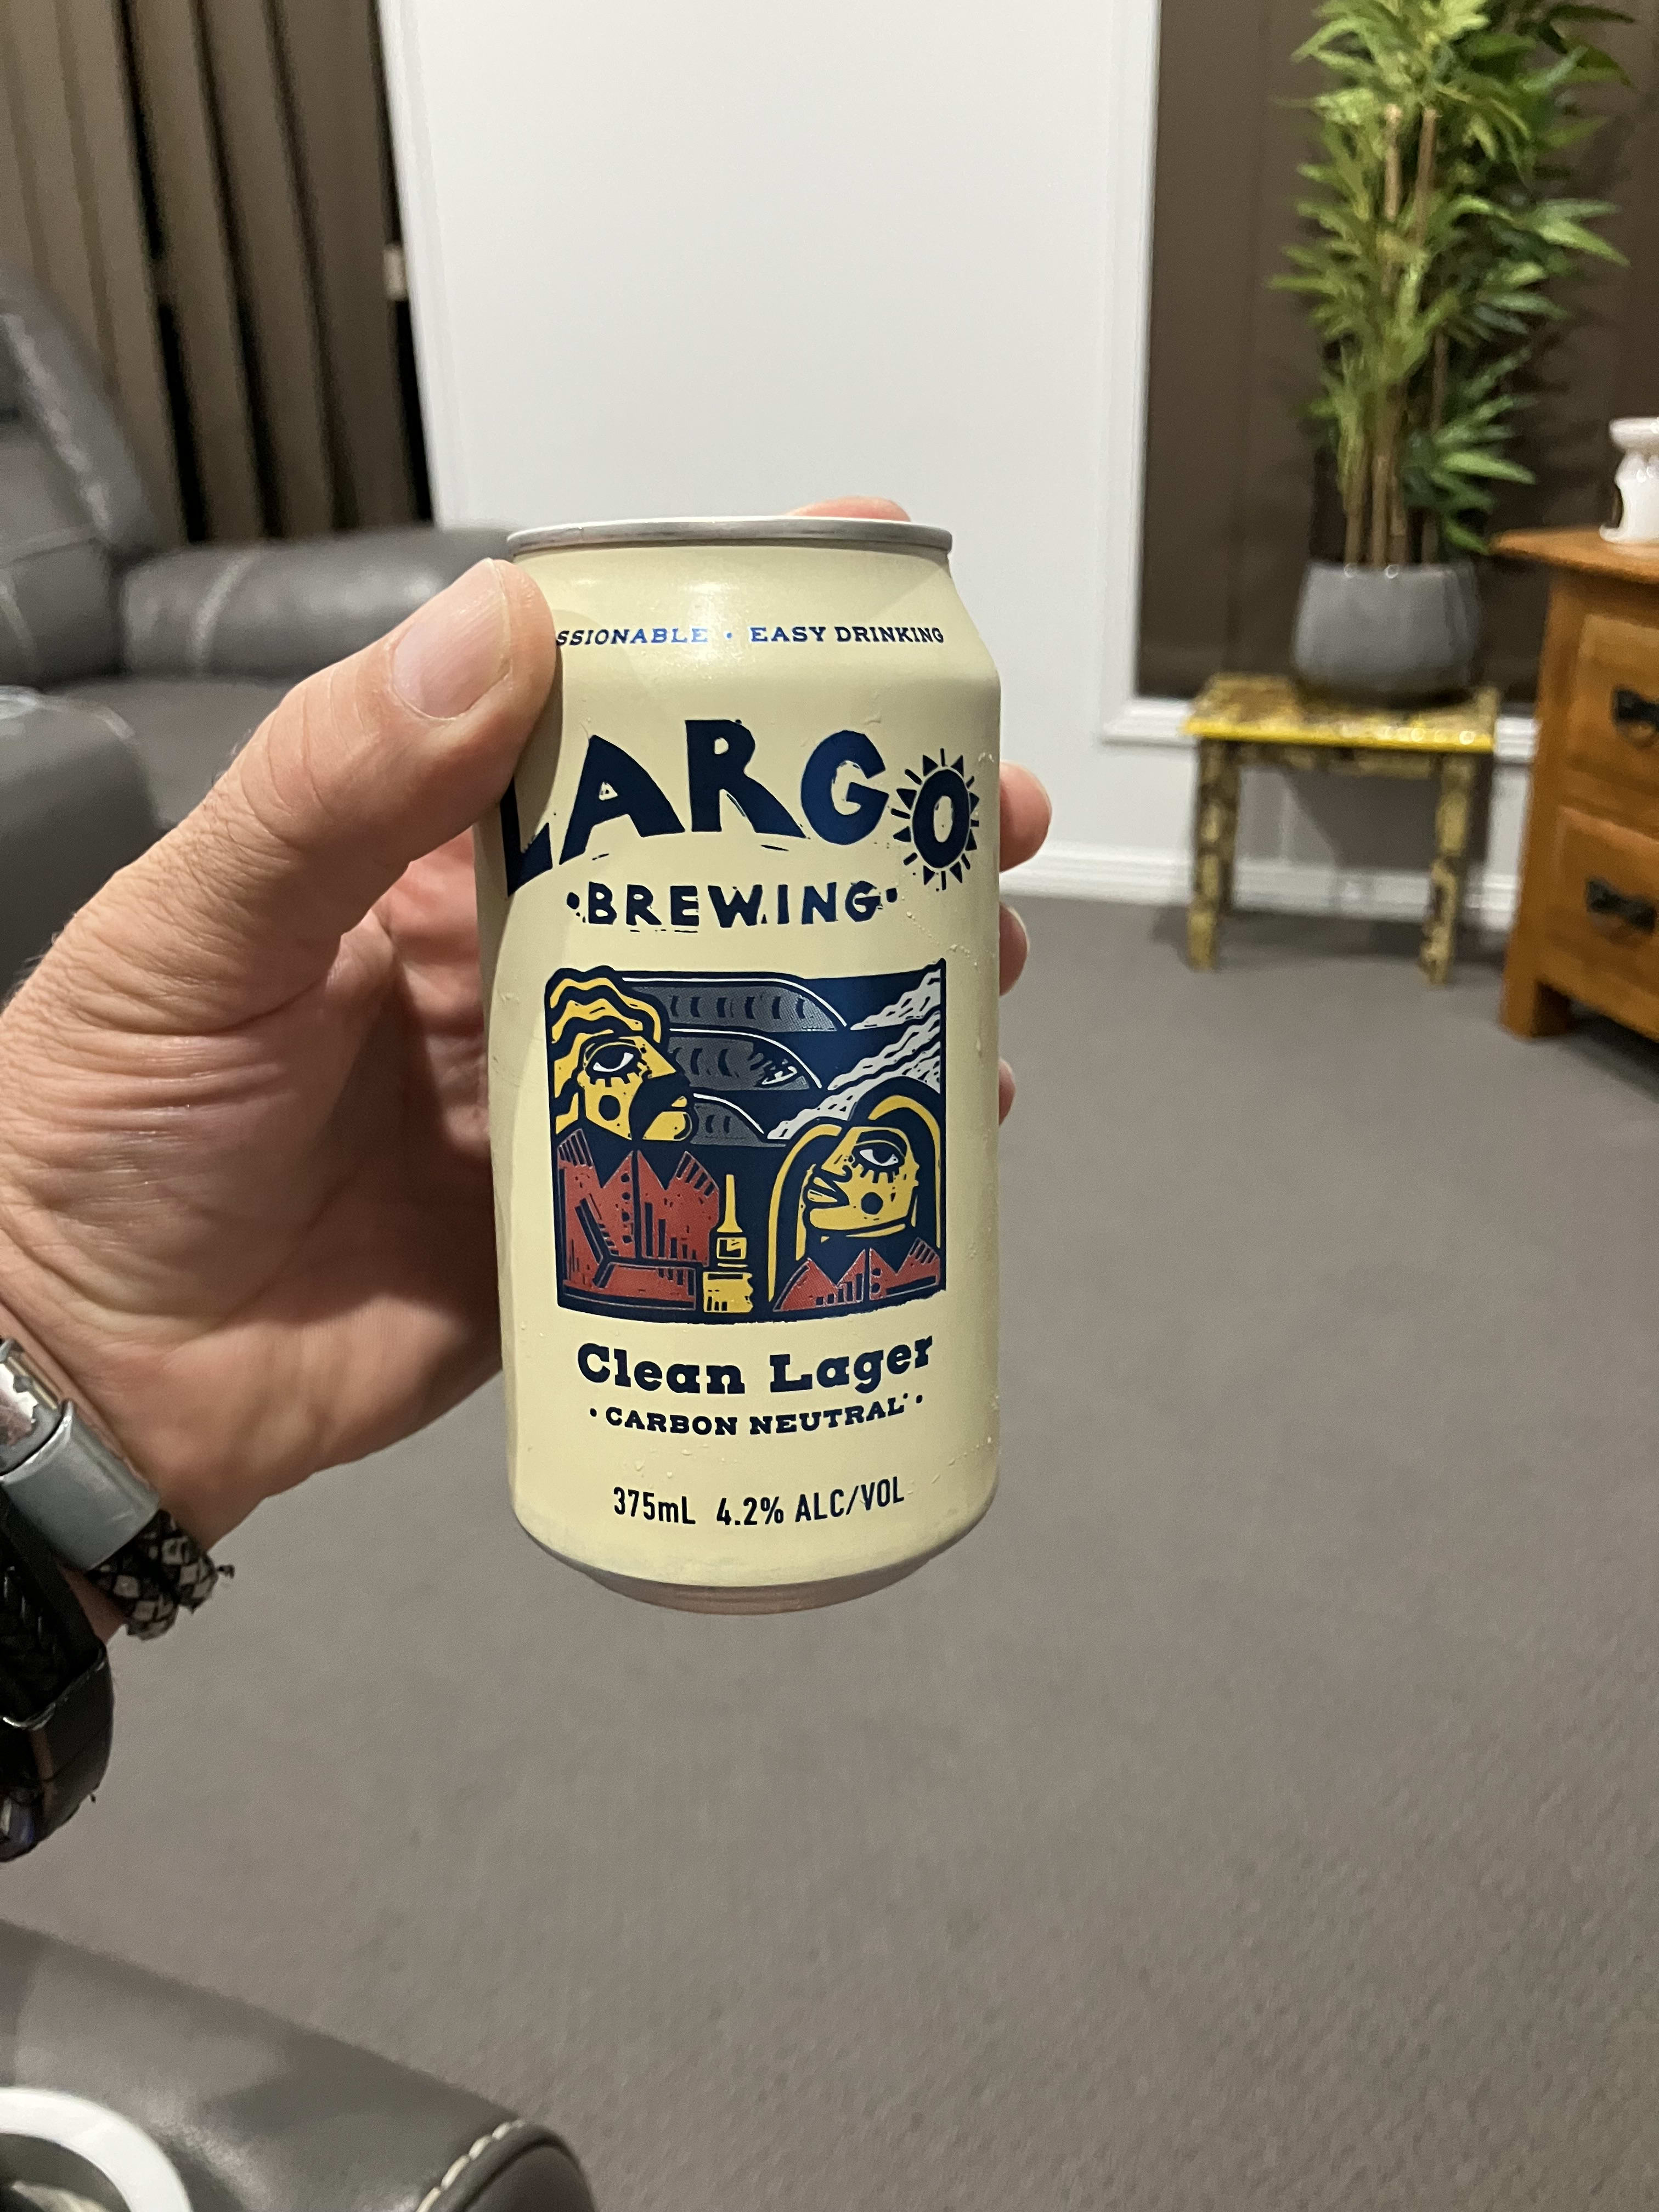 SSIONABLE · EASY DRINKING
LARGO
·BREWING·
Clean Lager
· CARBON NEUTRAL ·
375mL 4.2% ALC/VOL